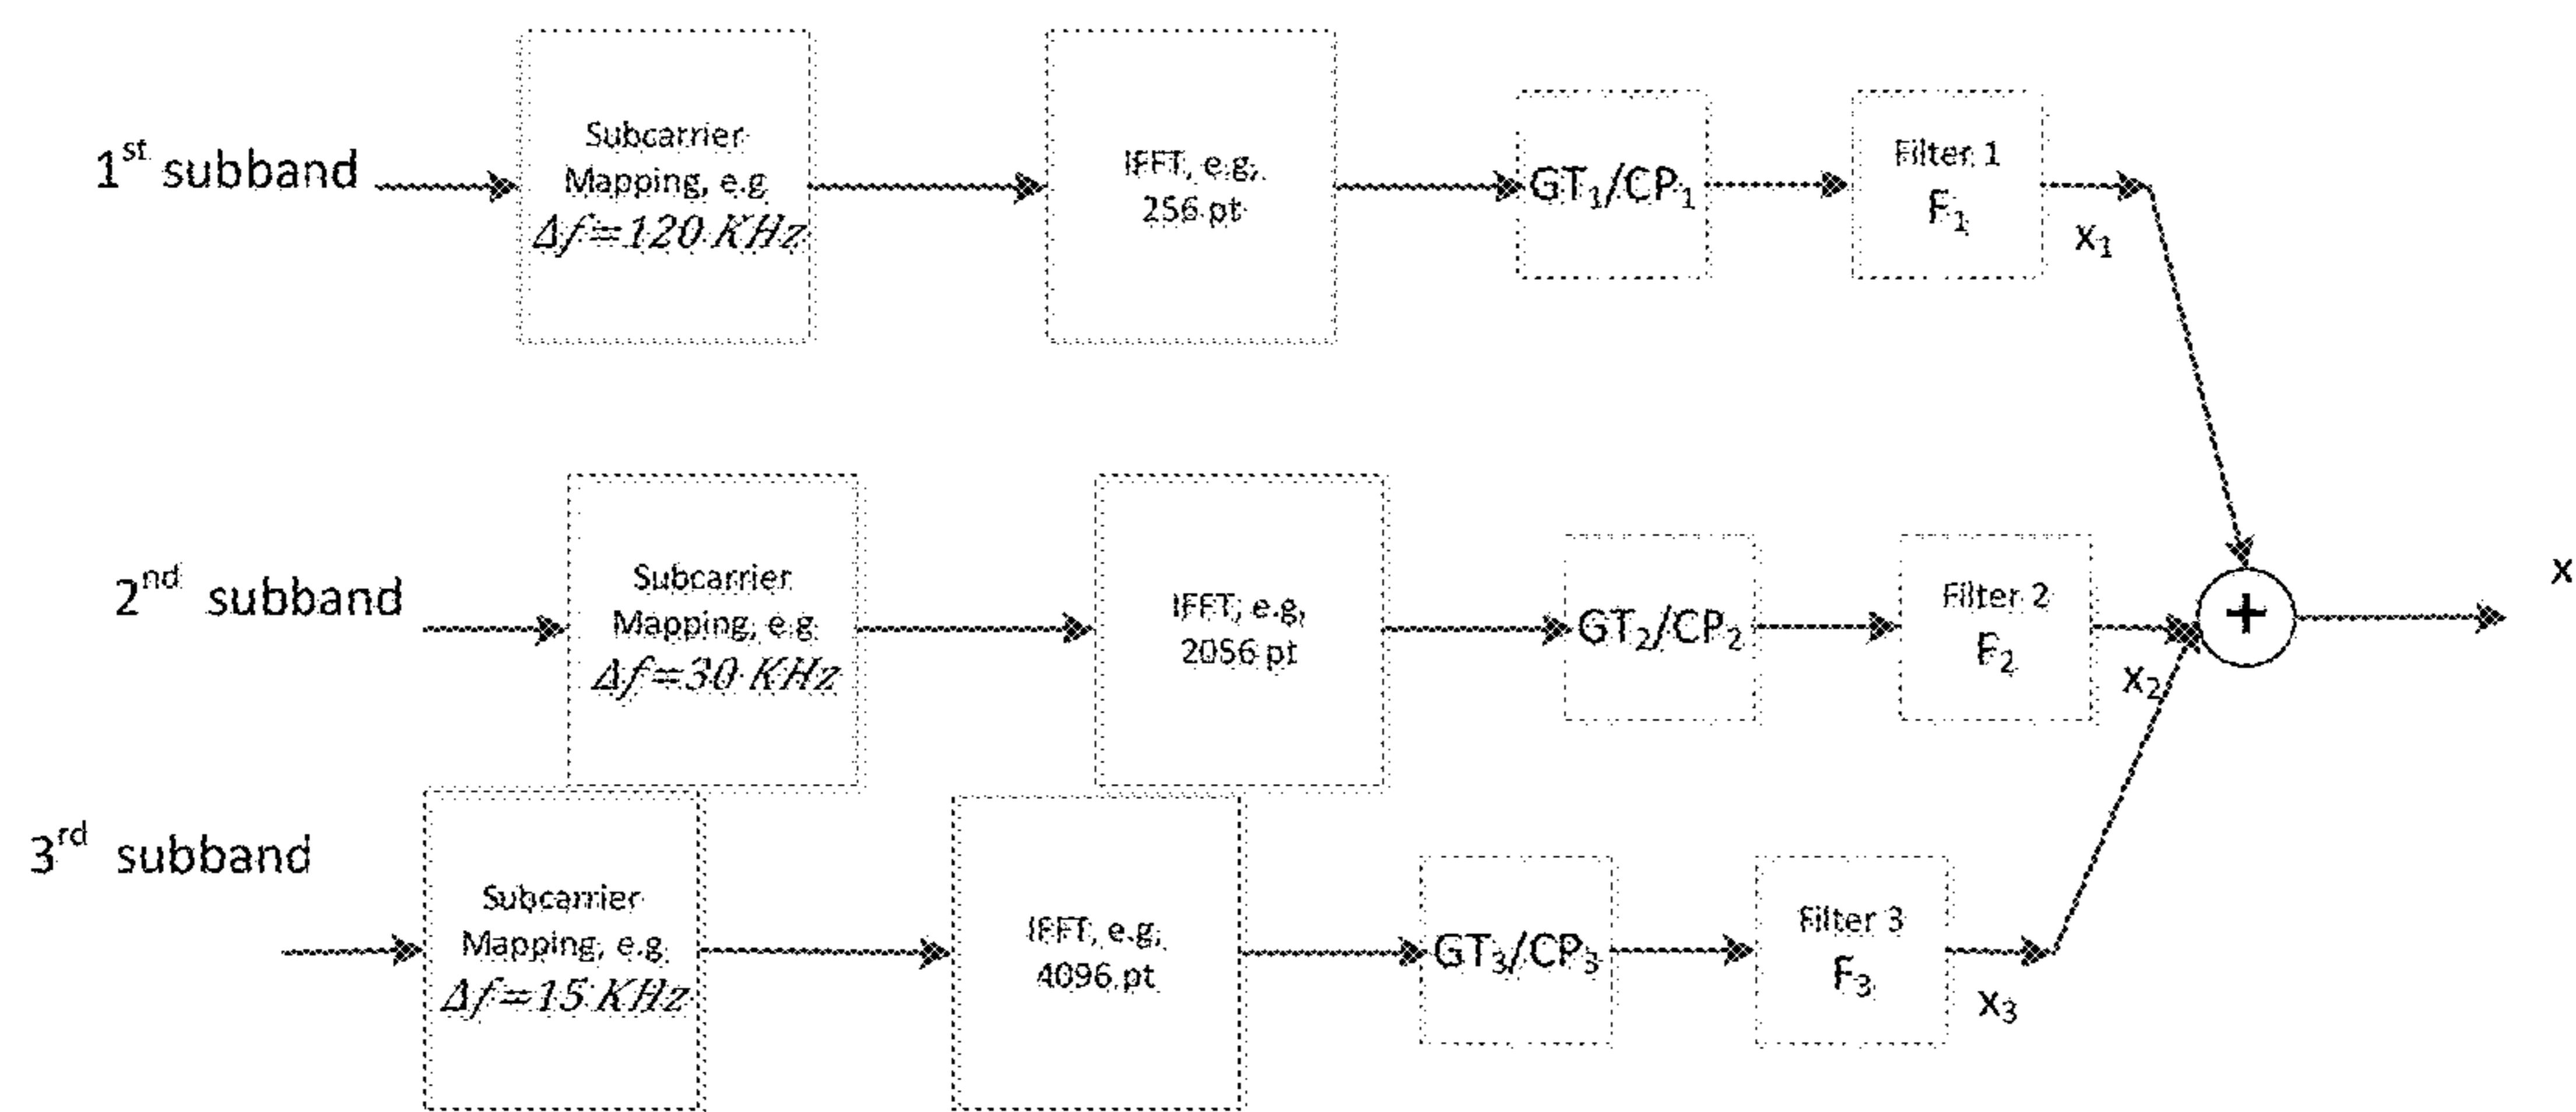 1st subband
Subcarrier
Mapping, e.g
Δf=120 KHz
IFFT, e.g,
256 pt
GT1/CP1
Filter 1
F1
x1
2nd subband
Subcarrier
Mapping, e.g
Δf=30 KHz
IFFT, e.g,
2056 pt
GT2/CP2
Filter 2
F2
x2
+
x
3rd subband
Subcarrier
Mapping, e.g
Δf=15 KHz
IFFT, e.g,
4096 pt
GT3/CP3
Filter 3
F3
x3